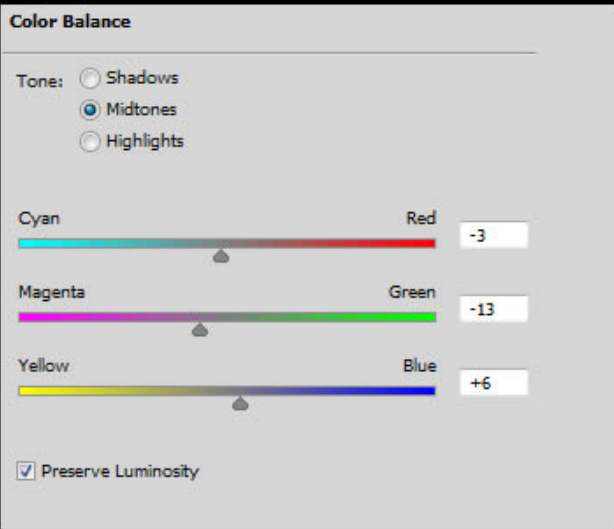 Color Balance
Tone: Shadows
Midtones
Highlights
Cyan Red -3
Magenta Green -13
Yellow Blue +6
Preserve Luminosity